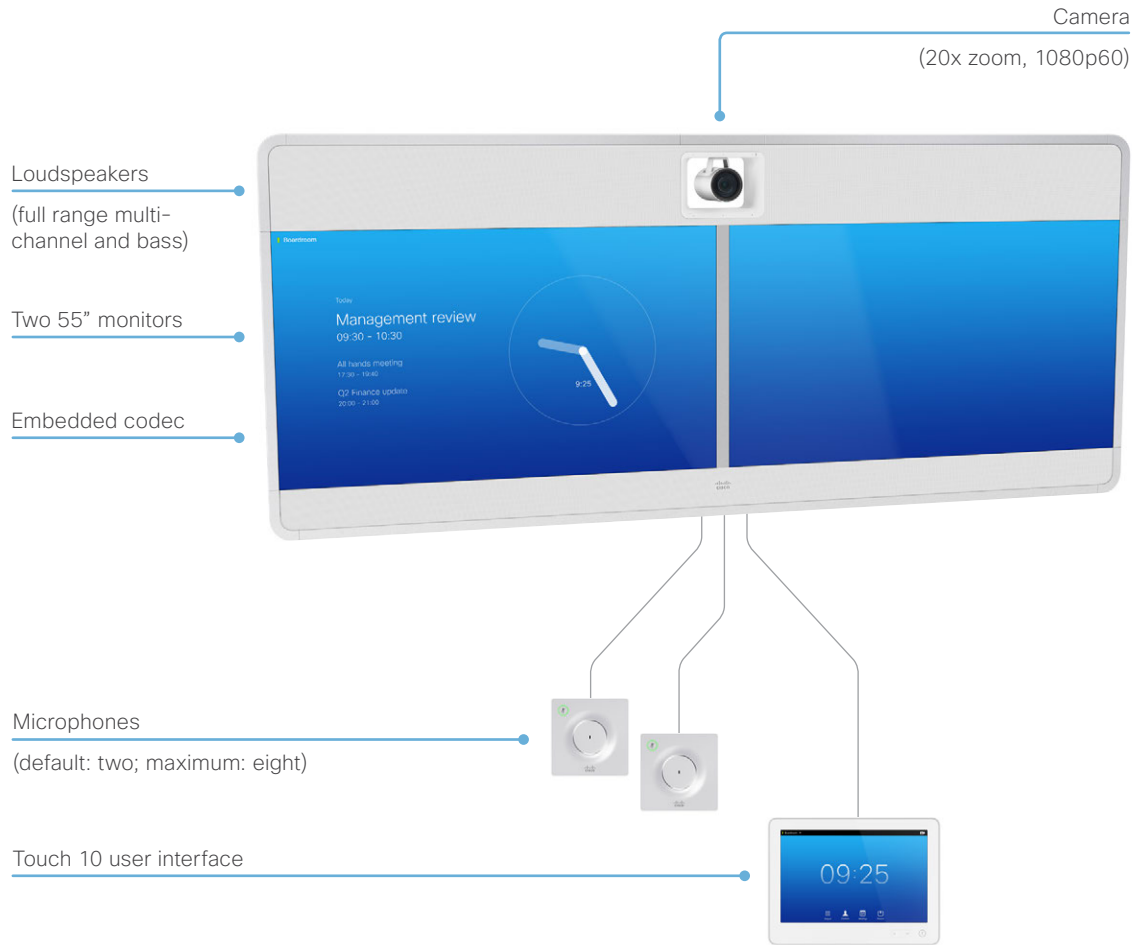 Camera
(20x zoom, 1080p60)
Loudspeakers
(full range multi-
channel and bass)
Boardroom
Today
Management review
09:30 - 10:30
All hands meeting
17:30 - 19:40
Q2 Finance update
20:00 - 21:00
9:25
Two 55” monitors
Embedded codec
Microphones
(default: two; maximum: eight)
Touch 10 user interface
09:25